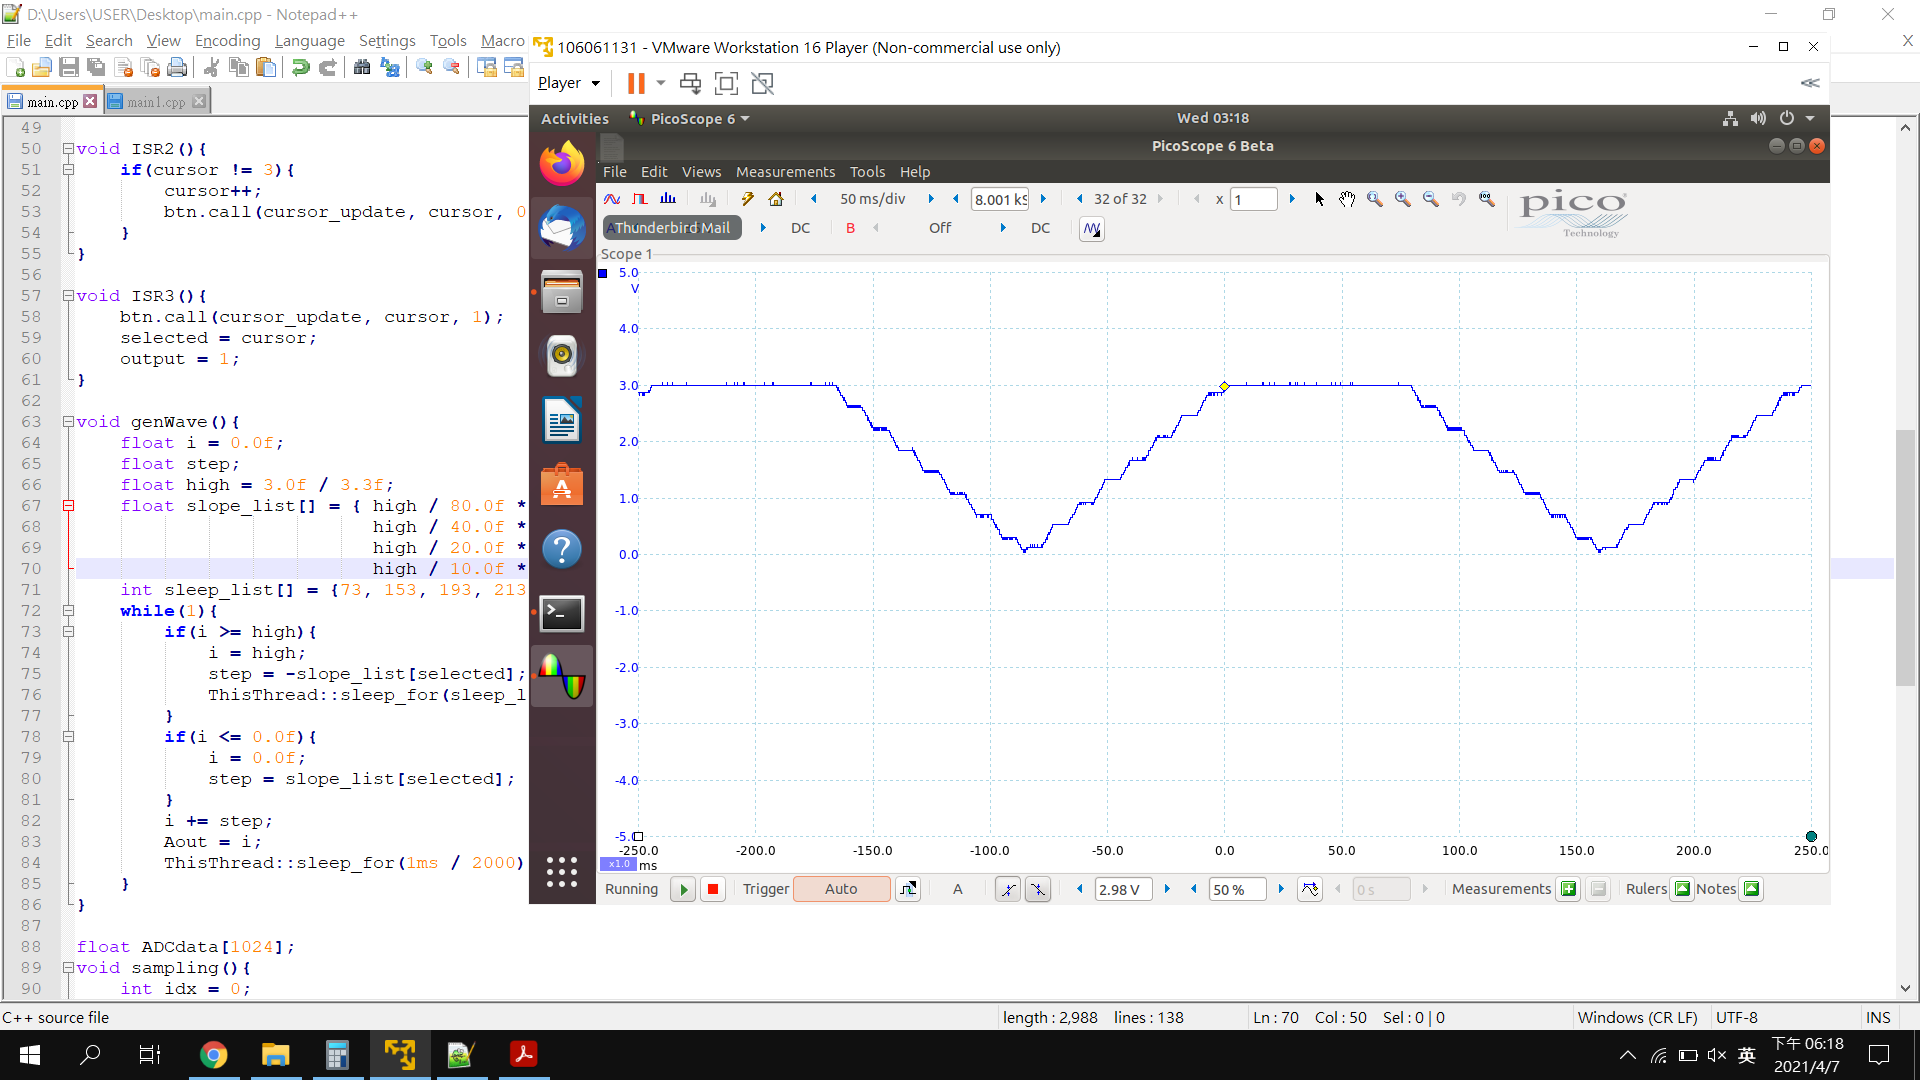 D:\Users\USER\Desktop\main.cpp - Notepad++
File Edit Search View Encoding Language Settings Tools Macro
X
main.cpp main1.cpp
49
50 void ISR2(){
51 if(cursor != 3){
52 cursor++;
53 btn.call(cursor_update, cursor, 0
54 }
55 }
56
57 void ISR3(){
58 btn.call(cursor_update, cursor, 1);
59 selected = cursor;
60 output = 1;
61 }
62
63 void genWave(){
64 float i = 0.0f;
65 float step;
66 float high = 3.0f / 3.3f;
67 float slope_list[] = { high / 80.0f *
68 high / 40.0f *
69 high / 20.0f *
70 high / 10.0f *
71 int sleep_list[] = {73, 153, 193, 213
72 while(1){
73 if(i >= high){
74 i = high;
75 step = -slope_list[selected];
76 ThisThread::sleep_for(sleep_l
77 }
78 if(i <= 0.0f){
79 i = 0.0f;
80 step = slope_list[selected];
81 }
82 i += step;
83 Aout = i;
84 ThisThread::sleep_for(1ms / 2000)
85 }
86 }
87
88 float ADCdata[1024];
89 void sampling(){
90 int idx = 0;
106061131 - VMware Workstation 16 Player (Non-commercial use only)
Player
Activities PicoScope 6 Wed 03:18
PicoScope 6 Beta
File Edit Views Measurements Tools Help
50 ms/div 8.001 kS 32 of 32 x 1
pico
Technology
Thunderbird Mail DC B Off DC
Scope 1
5.0
V
4.0
3.0
2.0
1.0
0.0
-1.0
-2.0
-3.0
-4.0
-5.0
-250.0 -200.0 -150.0 -100.0 -50.0 0.0 50.0 100.0 150.0 200.0 250.0
x1.0 ms
Running Trigger Auto A 2.98 V 50 % 0 s Measurements Rulers Notes
C++ source file length : 2,988 lines : 138 Ln : 70 Col : 50 Sel : 0 | 0 Windows (CR LF) UTF-8 INS
英 下午 06:18
2021/4/7